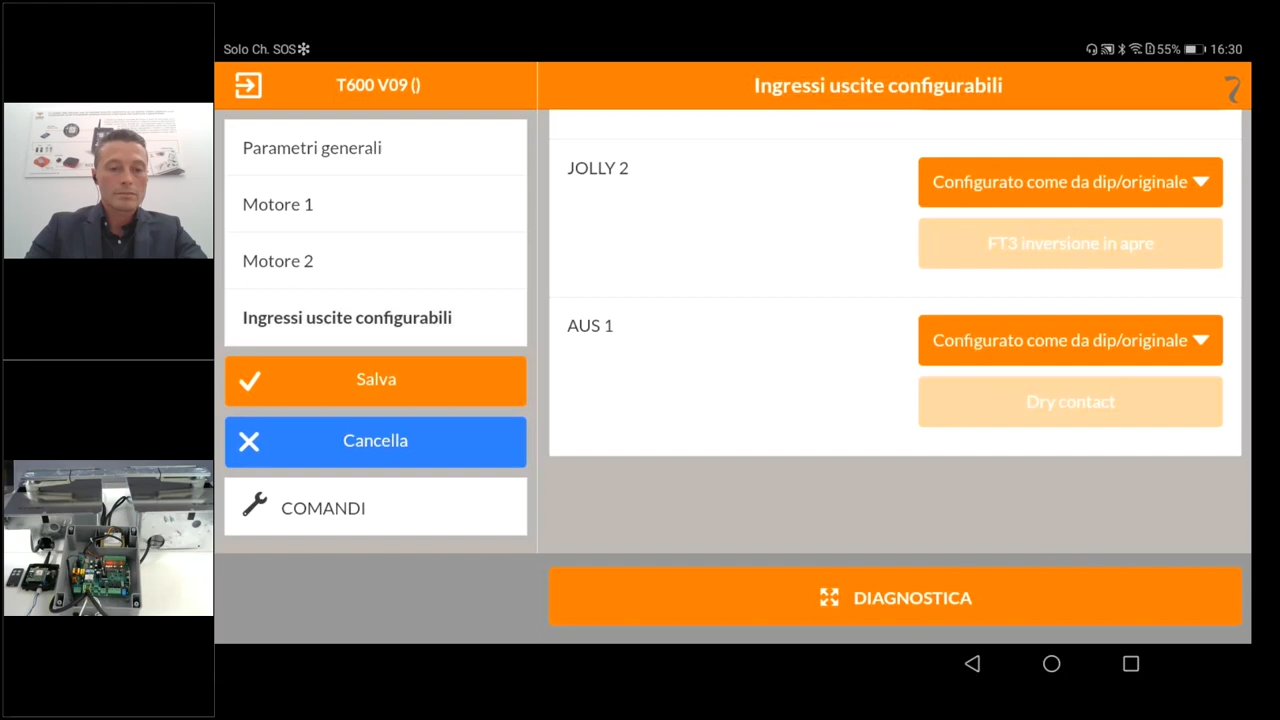 Solo Ch. SOS
55% 16:30
T600 V09 ()
Ingressi uscite configurabili
Parametri generali
Motore 1
Motore 2
Ingressi uscite configurabili
Salva
Cancella
COMANDI
JOLLY 2
Configurato come da dip/originale
FT3 inversione in apre
AUS 1
Configurato come da dip/originale
Dry contact
DIAGNOSTICA